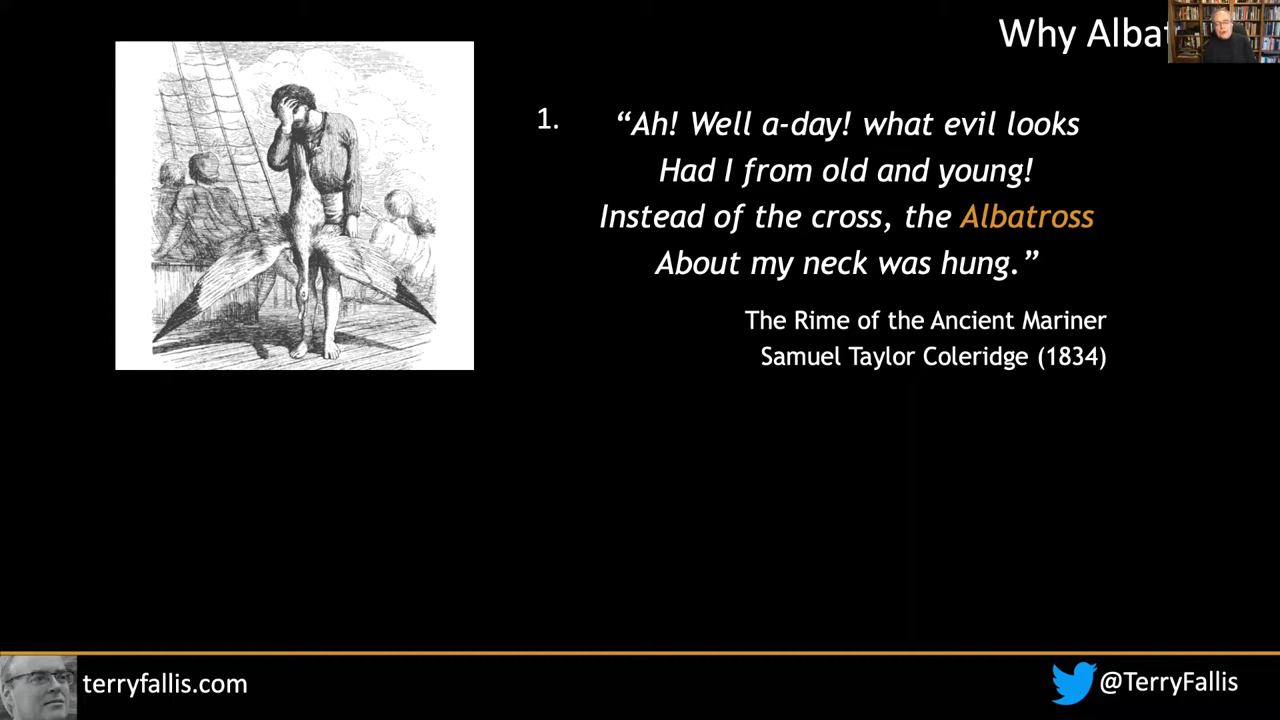 Why Albat
1.
“Ah! Well a-day! what evil looks
Had I from old and young!
Instead of the cross, the Albatross
About my neck was hung.”
The Rime of the Ancient Mariner
Samuel Taylor Coleridge (1834)
terryfallis.com
@TerryFallis